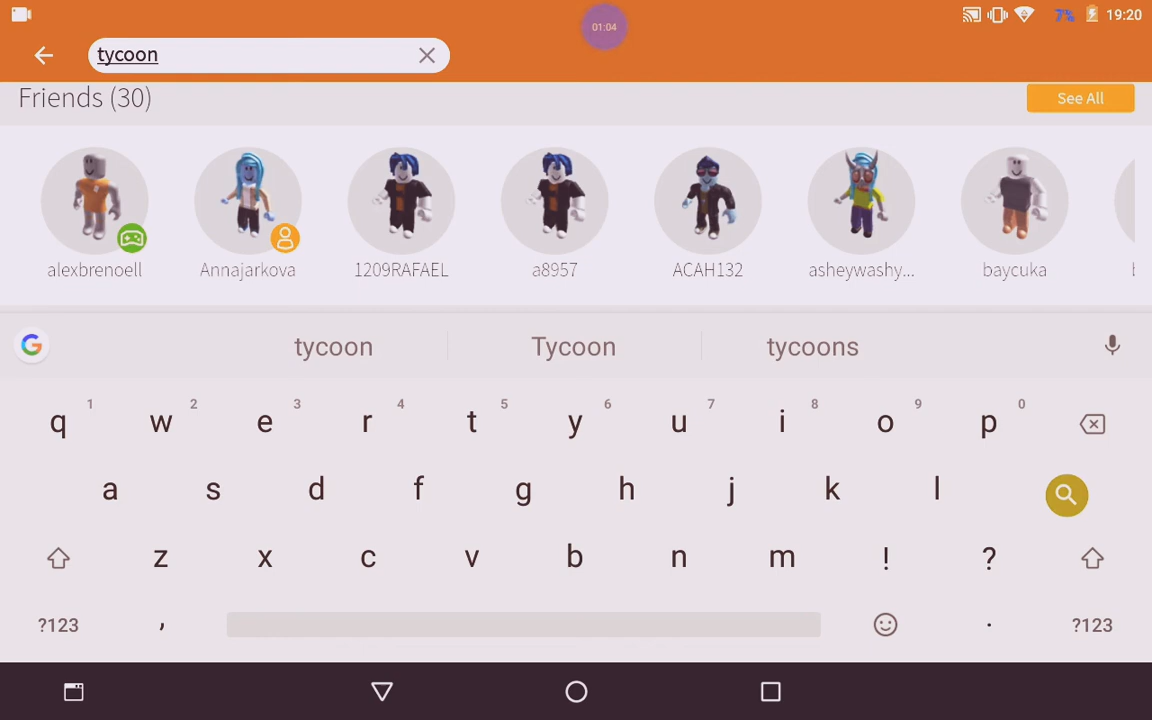 7% 19:20
01:04
tycoon
Friends (30) See All
alexbrenoell Annajarkova 1209RAFAEL a8957 ACAH132 asheywashy... baycuka
tycoon Tycoon tycoons
q 1 w 2 e 3 r 4 t 5 y 6 u 7 i 8 o 9 p 0
a s d f g h j k l
z x c v b n m ! ?
?123 , . ?123